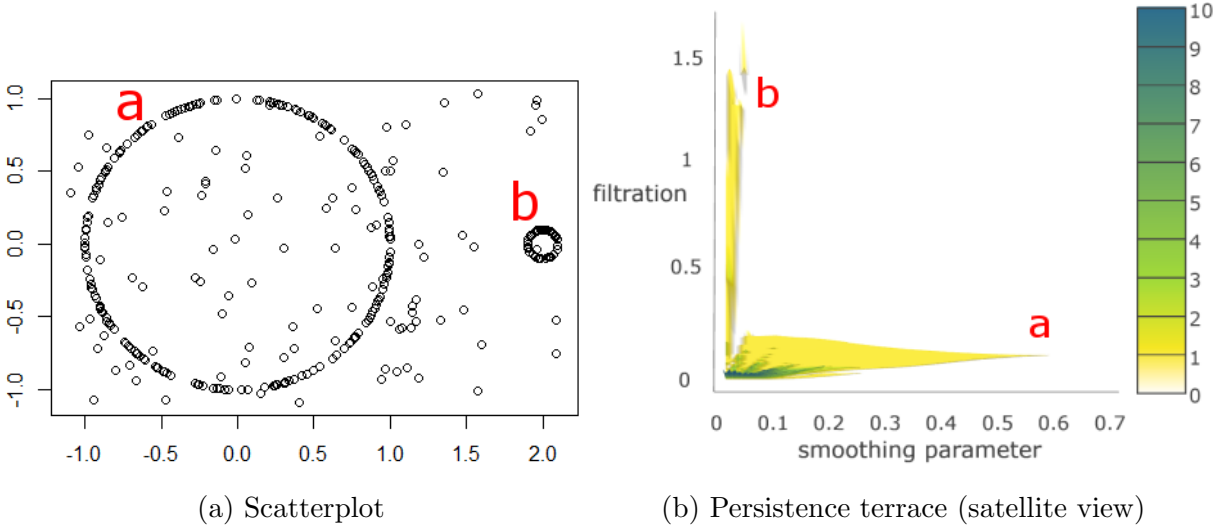 a
b
1.0
0.5
0.0
-0.5
-1.0
-1.0 -0.5 0.0 0.5 1.0 1.5 2.0
(a) Scatterplot
1.5
1
0.5
0
filtration
b
a
0 0.1 0.2 0.3 0.4 0.5 0.6 0.7
smoothing parameter
10
9
8
7
6
5
4
3
2
1
0
(b) Persistence terrace (satellite view)